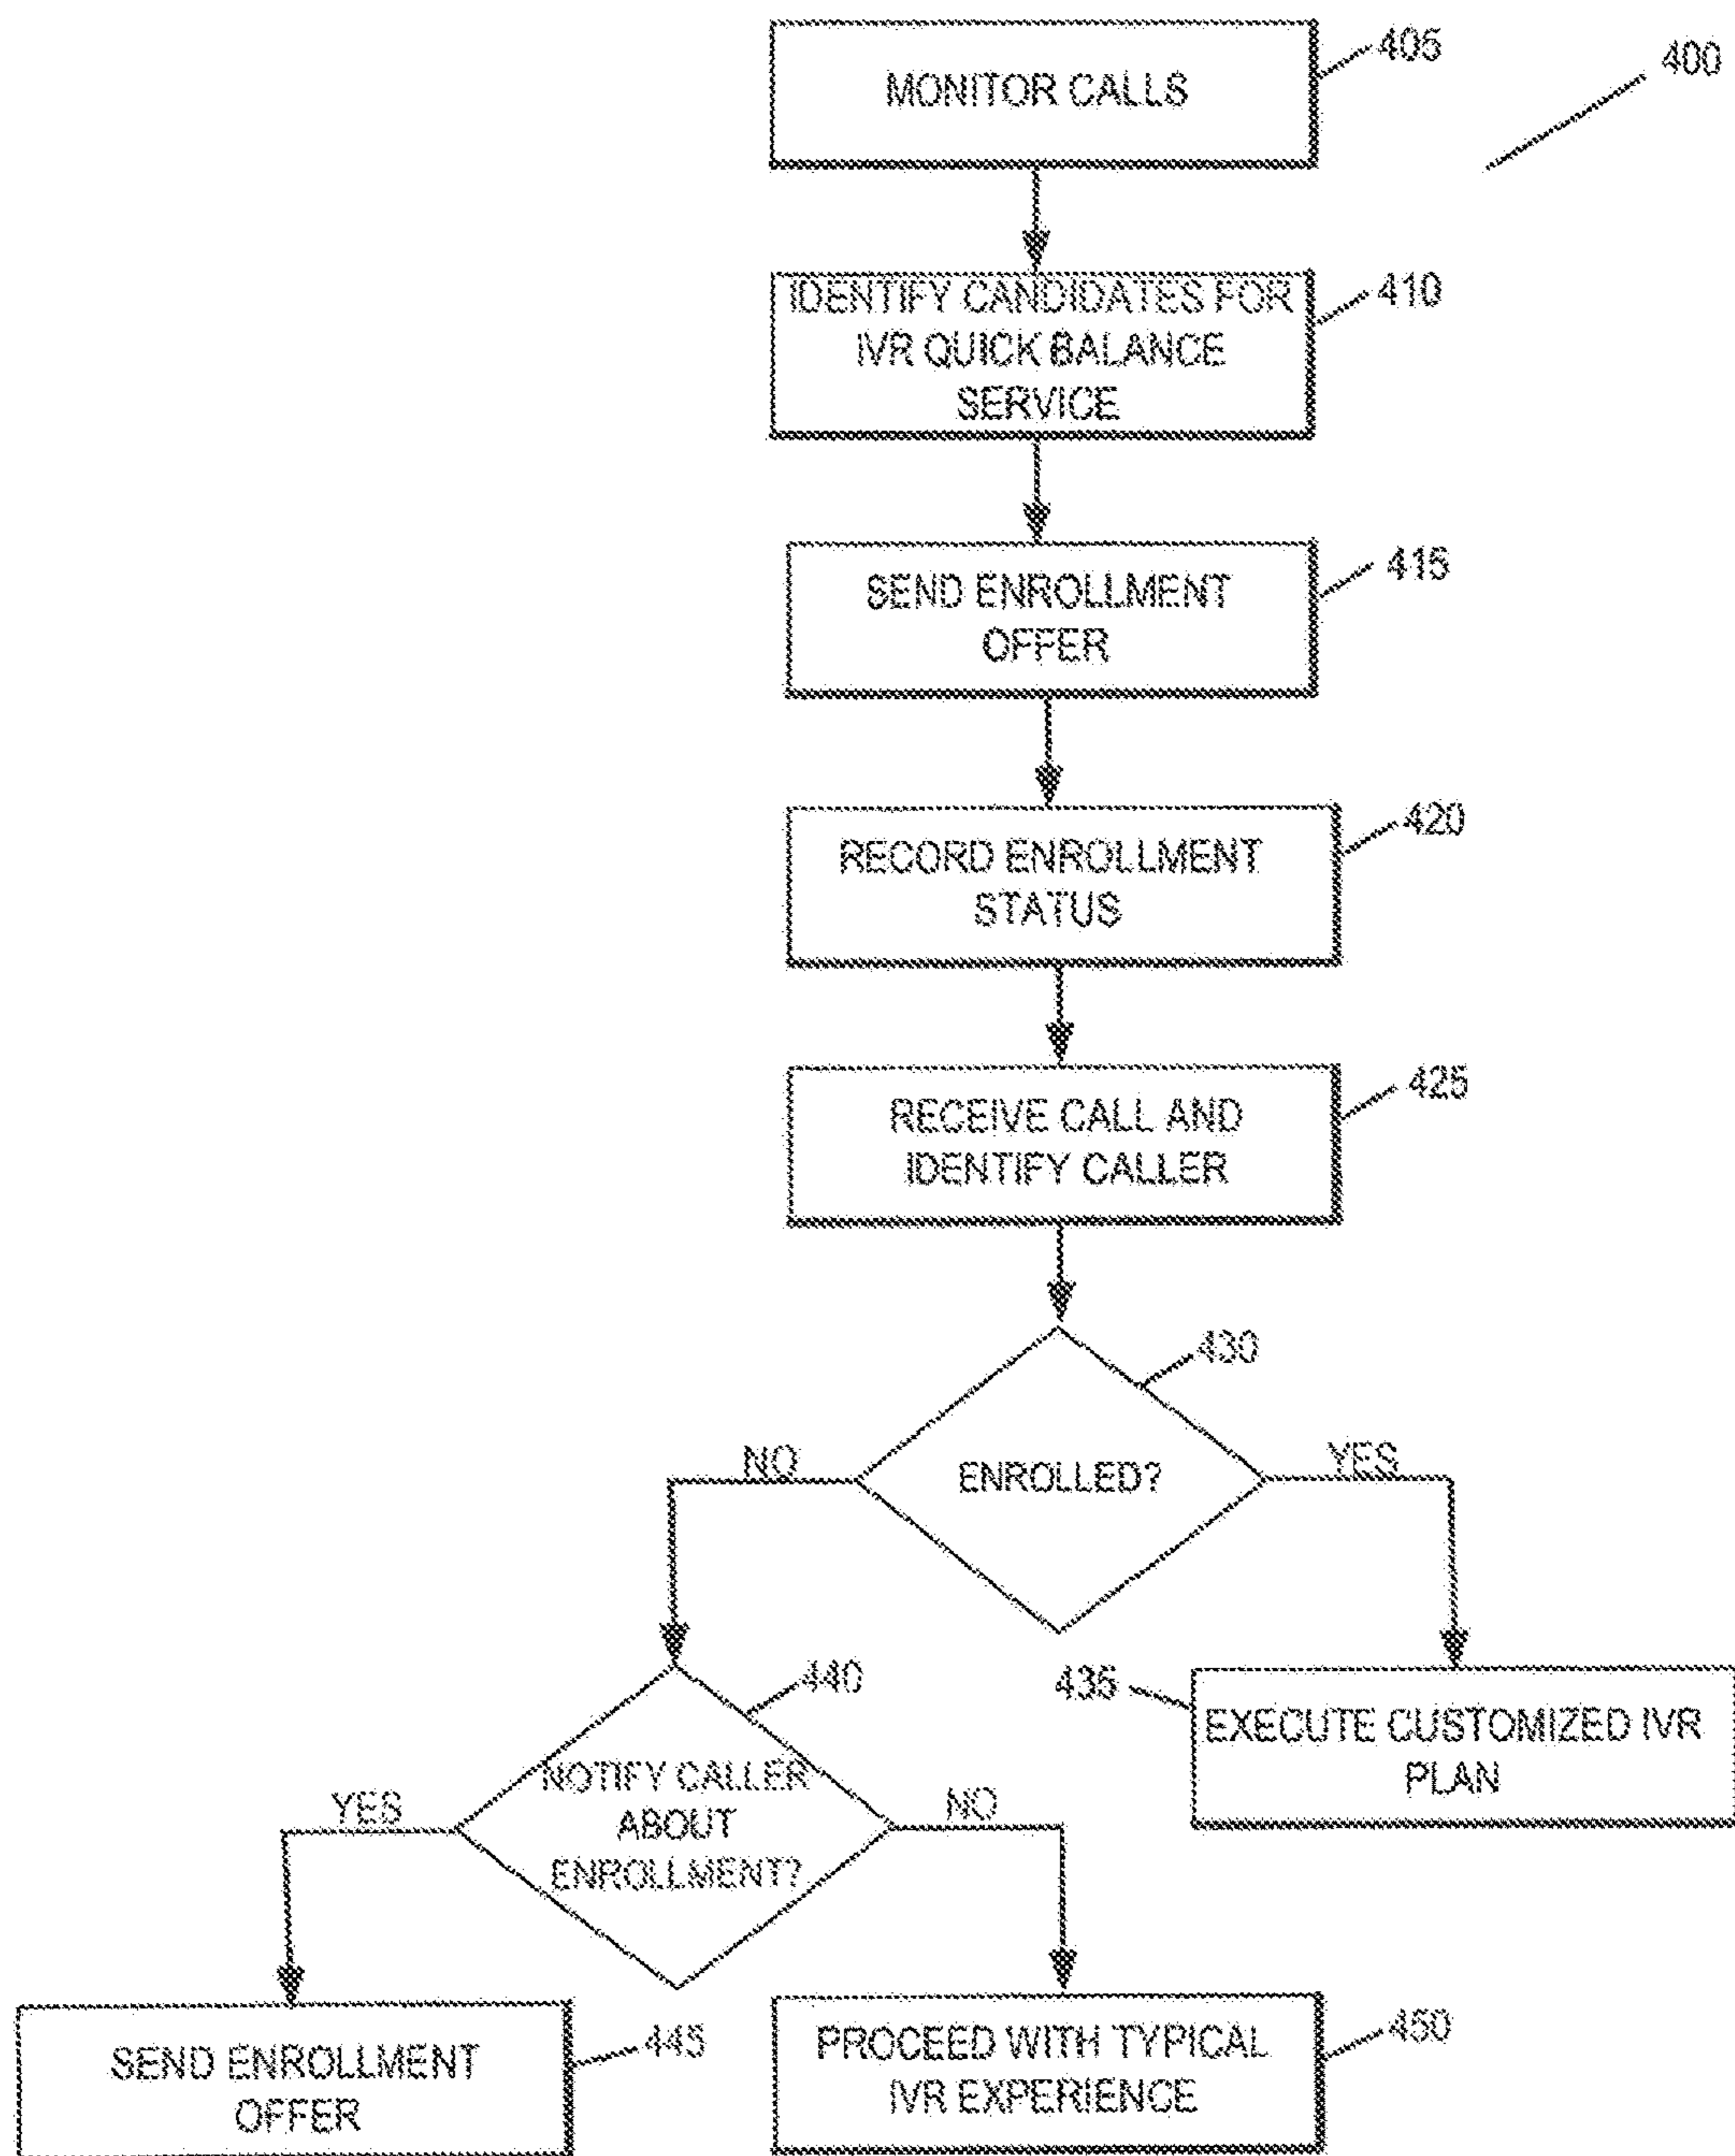 MONITOR CALLS
405
400
IDENTIFY CANDIDATES FOR
IVR QUICK BALANCE
SERVICE
410
SEND ENROLLMENT
OFFER
415
RECORD ENROLLMENT
STATUS
420
RECEIVE CALL AND
IDENTIFY CALLER
425
430
NO
ENROLLED?
YES
440
435
EXECUTE CUSTOMIZED IVR
PLAN
YES
NOTIFY CALLER
ABOUT
ENROLLMENT?
NO
SEND ENROLLMENT
OFFER
445
PROCEED WITH TYPICAL
IVR EXPERIENCE
450